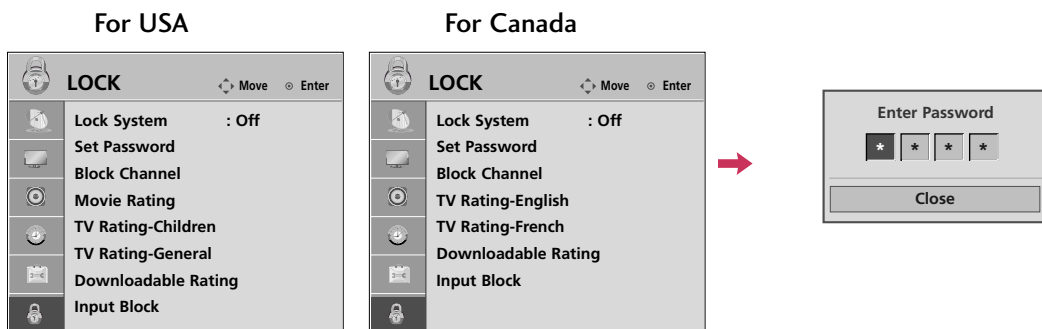 For USA
LOCK Move Enter
Lock System : Off
Set Password
Block Channel
Movie Rating
TV Rating-Children
TV Rating-General
Downloadable Rating
Input Block
For Canada
LOCK Move Enter
Lock System : Off
Set Password
Block Channel
TV Rating-English
TV Rating-French
Downloadable Rating
Input Block
Enter Password
* * * *
Close